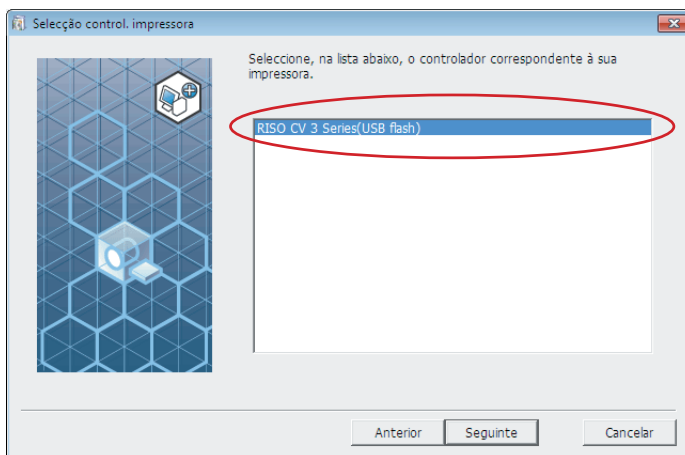 Selecção control. impressora
Seleccione, na lista abaixo, o controlador correspondente à sua
impressora.
RISO CV 3 Series(USB flash)
Anterior
Seguinte
Cancelar